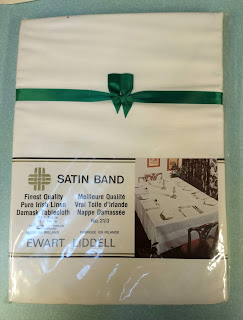 SATIN BAND
Finest Quality
Pure Irish Linen
Damask Tablecloth
Meilleure Qualité
Vrai Toile d'Irlande
Nappe Damassée
EWART LIDDELL